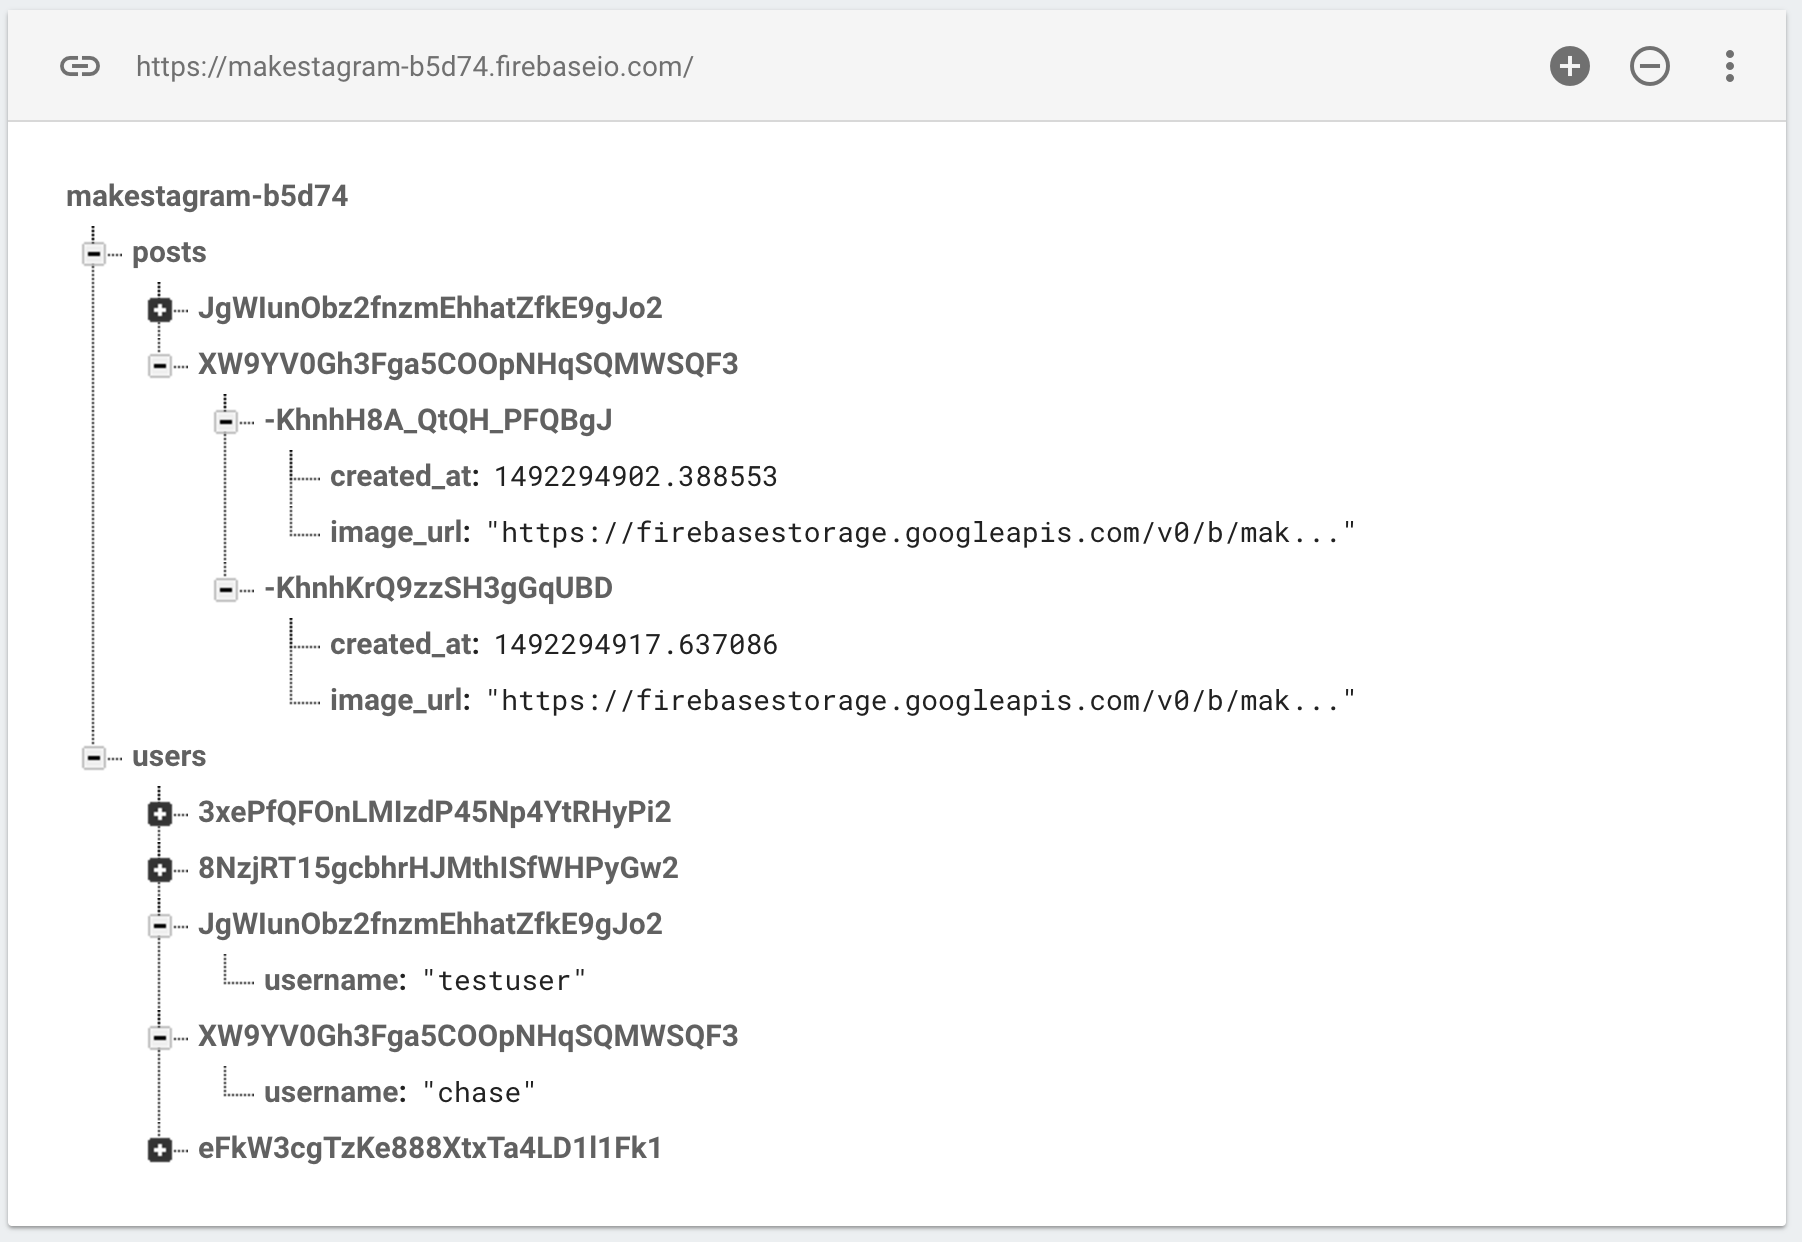 https://makestagram-b5d74.firebaseio.com/
makestagram-b5d74
posts
JgWIunObz2fnzmEhhatZfkE9gJo2
XW9YV0Gh3Fga5COOpNHqSQMWSQF3
-KhnhH8A_QtQH_PFQBgJ
created_at: 1492294902.388553
image_url: "https://firebasestorage.googleapis.com/v0/b/mak..."
-KhnhKrQ9zzSH3gGqUBD
created_at: 1492294917.637086
image_url: "https://firebasestorage.googleapis.com/v0/b/mak..."
users
3xePfQFOnLMIzdP45Np4YtRHyPi2
8NzjRT15gcbhrHJMthISfWHPyGw2
JgWIunObz2fnzmEhhatZfkE9gJo2
username: "testuser"
XW9YV0Gh3Fga5COOpNHqSQMWSQF3
username: "chase"
eFkW3cgTzKe888XtxTa4LD1l1Fk1